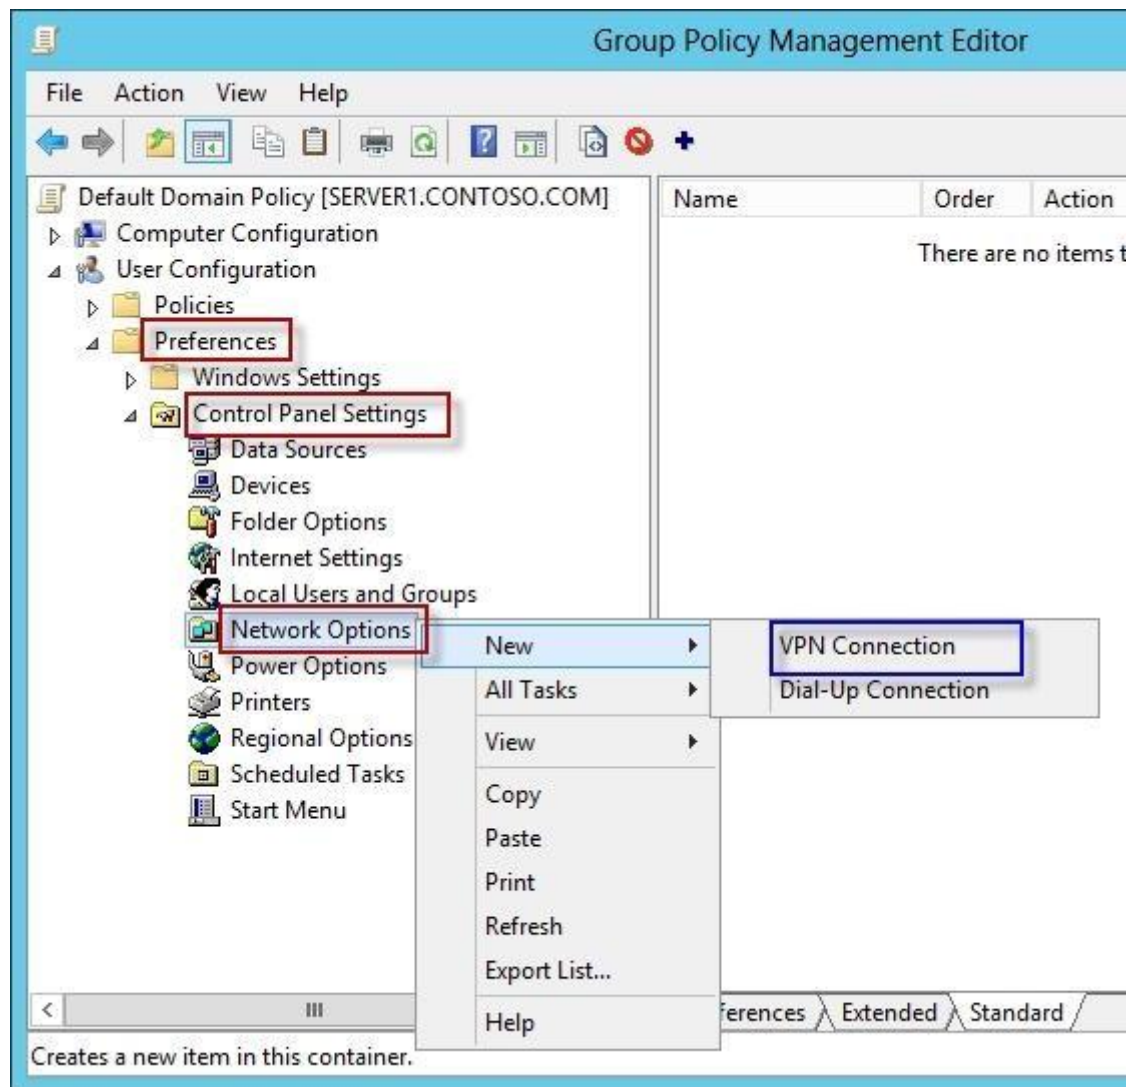 Group Policy Management Editor
File Action View Help
Default Domain Policy [SERVER1.CONTOSO.COM]
Computer Configuration
User Configuration
Policies
Preferences
Windows Settings
Control Panel Settings
Data Sources
Devices
Folder Options
Internet Settings
Local Users and Groups
Network Options
Power Options
Printers
Regional Options
Scheduled Tasks
Start Menu
Name Order Action
There are no items t
New
All Tasks
View
Copy
Paste
Print
Refresh
Export List...
Help
VPN Connection
Dial-Up Connection
ferences Extended Standard
Creates a new item in this container.